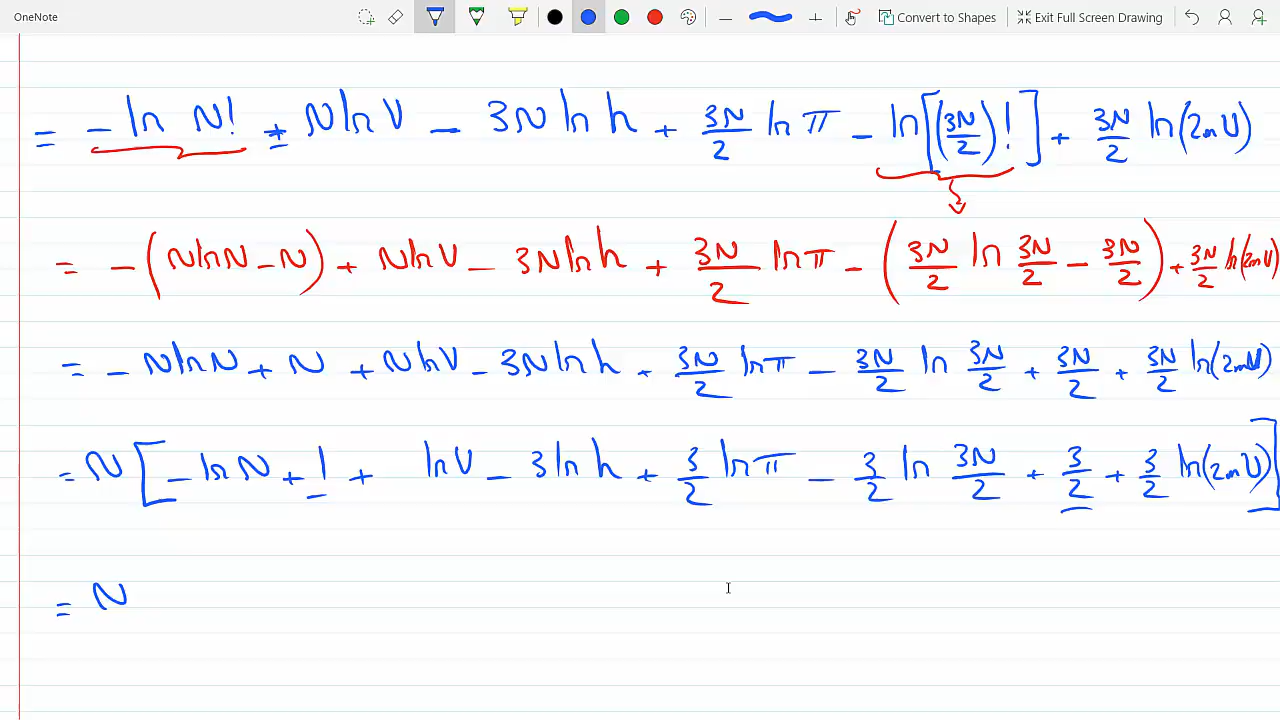 OneNote
Convert to Shapes
Exit Full Screen Drawing
= - ln N! + N ln V - 3N ln h + 3N/2 ln π - ln[(3N/2)!] + 3N/2 ln(2mU)
= -(N ln N - N) + N ln V - 3N ln h + 3N/2 ln π - (3N/2 ln 3N/2 - 3N/2) + 3N/2 ln(2mU)
= - N ln N + N + N ln V - 3N ln h + 3N/2 ln π - 3N/2 ln 3N/2 + 3N/2 + 3N/2 ln(2mU)
= N [ - ln N + 1 + ln V - 3 ln h + 3/2 ln π - 3/2 ln 3N/2 + 3/2 + 3/2 ln(2mU) ]
= N